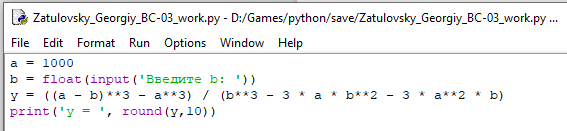 Zatulovsky_Georgiy_BC-03_work.py - D:/Games/python/save/Zatulovsky_Georgiy_BC-03_work.py ...
File Edit Format Run Options Window Help
a = 1000
b = float(input('Введите b: '))
y = ((a - b)**3 - a**3) / (b**3 - 3 * a * b**2 - 3 * a**2 * b)
print('y = ', round(y,10))